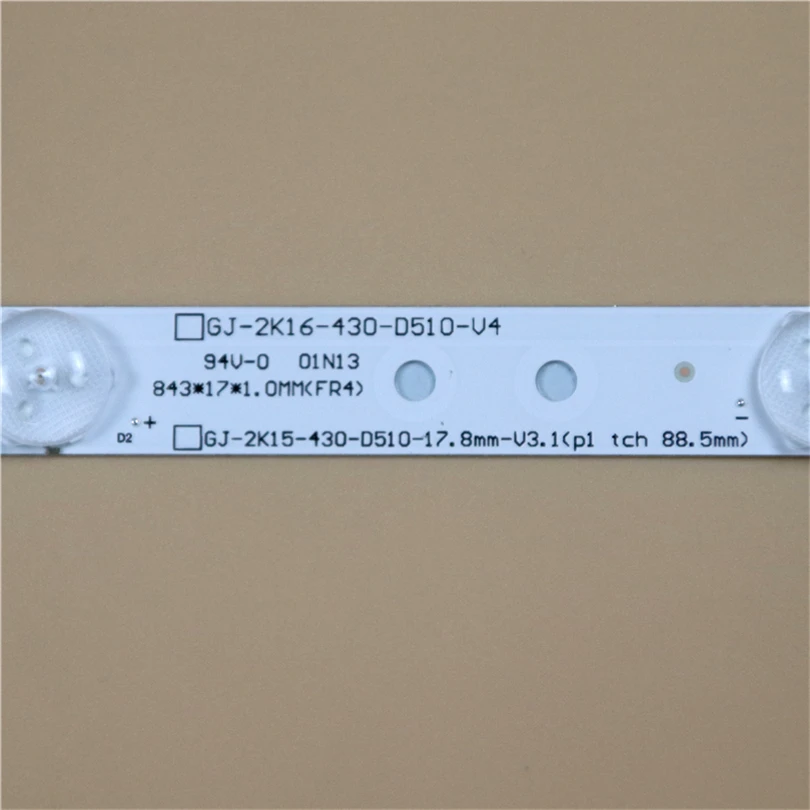 □GJ-2K16-430-D510-V4
94V-0 01N13
843*17*1.0MM(FR4)
D2 +
-
□GJ-2K15-430-D510-17.8mm-V3.1(p1 tch 88.5mm)